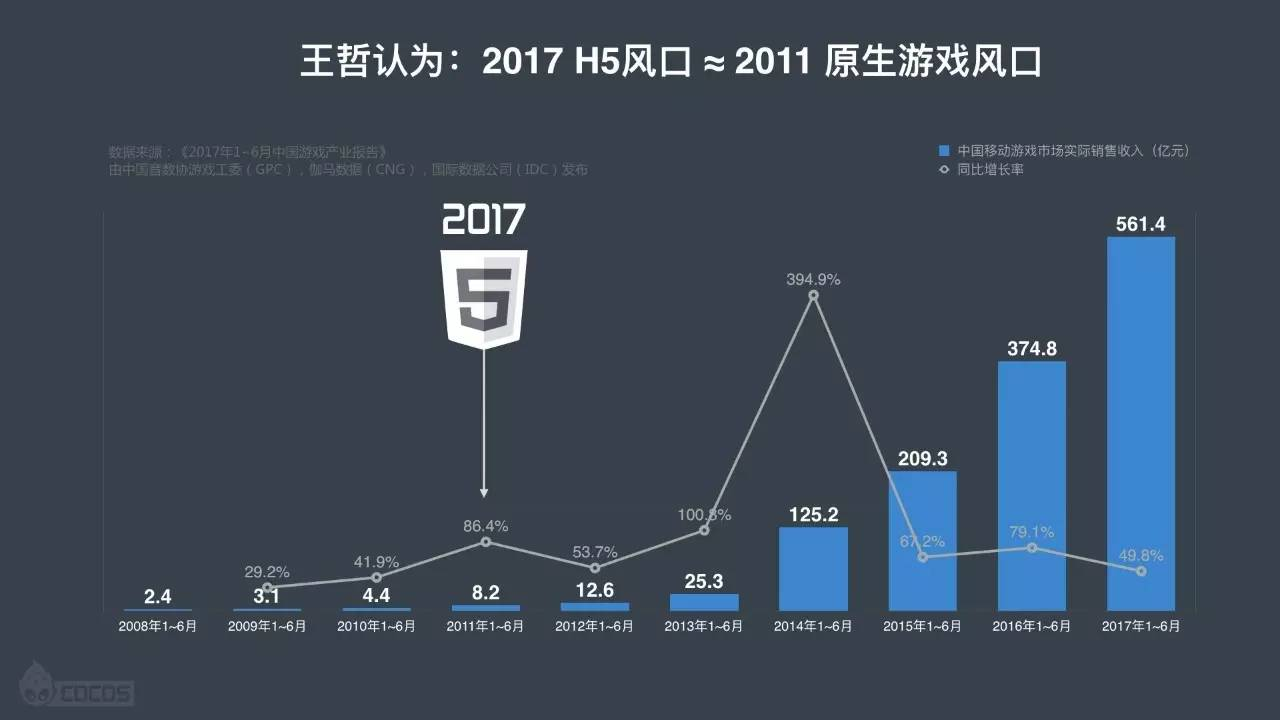 王哲认为：2017 H5风口 ≈ 2011 原生游戏风口
数据来源：《2017年1~6月中国游戏产业报告》
由中国音数协游戏工委（GPC），伽马数据（CNG），国际数据公司（IDC）发布
中国移动游戏市场实际销售收入（亿元）
同比增长率
2017
5
561.4
394.9%
374.8
209.3
125.2
100.8%
86.4%
79.1%
67.2%
53.7%
49.8%
41.9%
29.2%
2.4
3.1
4.4
8.2
12.6
25.3
2008年1~6月
2009年1~6月
2010年1~6月
2011年1~6月
2012年1~6月
2013年1~6月
2014年1~6月
2015年1~6月
2016年1~6月
2017年1~6月
COCOS